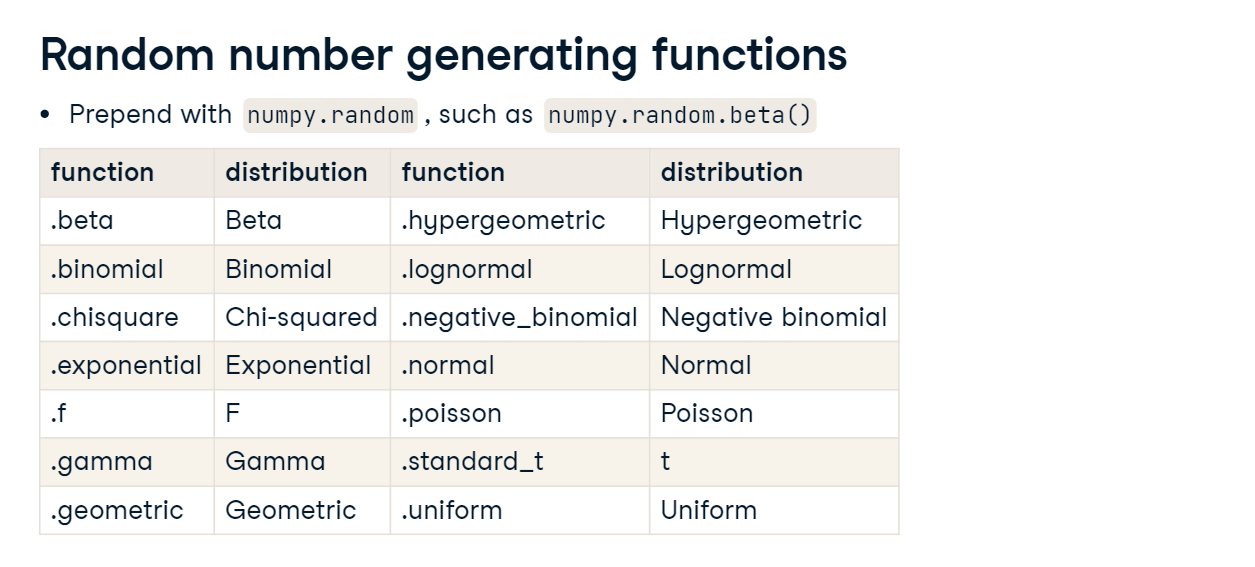 Random number generating functions
• Prepend with numpy.random , such as numpy.random.beta()
function distribution function distribution
.beta Beta .hypergeometric Hypergeometric
.binomial Binomial .lognormal Lognormal
.chisquare Chi-squared .negative_binomial Negative binomial
.exponential Exponential .normal Normal
.f F .poisson Poisson
.gamma Gamma .standard_t t
.geometric Geometric .uniform Uniform